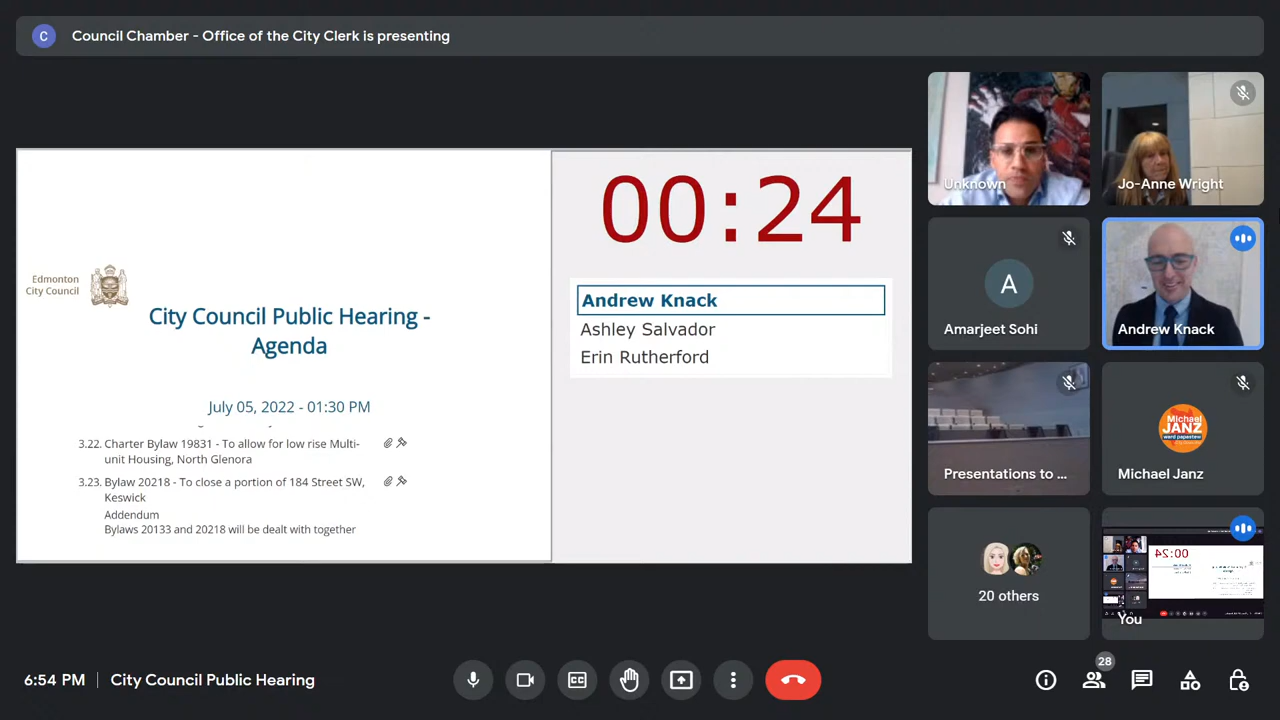 C
Council Chamber - Office of the City Clerk is presenting
Edmonton
City Council
City Council Public Hearing -
Agenda
July 05, 2022 - 01:30 PM
3.22. Charter Bylaw 19831 - To allow for low rise Multi-
unit Housing, North Glenora
3.23. Bylaw 20218 - To close a portion of 184 Street SW,
Keswick
Addendum
Bylaws 20133 and 20218 will be dealt with together
00:24
Andrew Knack
Ashley Salvador
Erin Rutherford
Unknown
Jo-Anne Wright
A
Amarjeet Sohi
Andrew Knack
Presentations to ...
Michael
JANZ
ward papastew
Michael Janz
20 others
00:24
You
6:54 PM
City Council Public Hearing
28